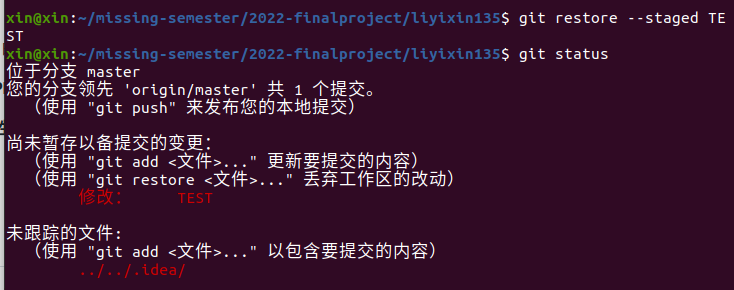 xin@xin:~/missing-semester/2022-finalproject/liyixin135$ git restore --staged TE
ST
xin@xin:~/missing-semester/2022-finalproject/liyixin135$ git status
位于分支 master
您的分支领先 'origin/master' 共 1 个提交。
（使用 "git push" 来发布您的本地提交）
尚未暂存以备提交的变更：
（使用 "git add <文件>..." 更新要提交的内容）
（使用 "git restore <文件>..." 丢弃工作区的改动）
修改： TEST
未跟踪的文件:
（使用 "git add <文件>..." 以包含要提交的内容）
../../.idea/